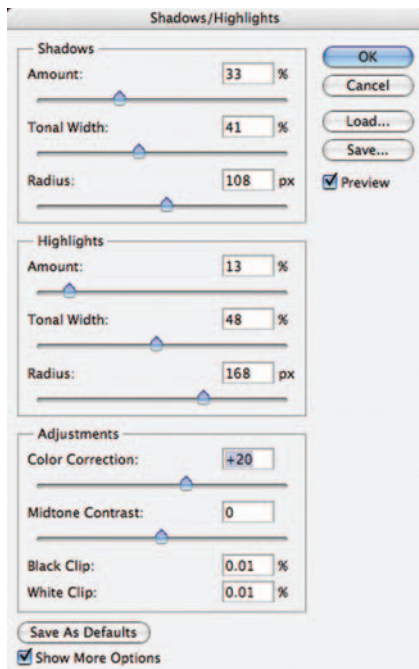 Shadows/Highlights
Shadows
Amount: 33 %
Tonal Width: 41 %
Radius: 108 px
Highlights
Amount: 13 %
Tonal Width: 48 %
Radius: 168 px
Adjustments
Color Correction: +20
Midtone Contrast: 0
Black Clip: 0.01 %
White Clip: 0.01 %
Save As Defaults
Show More Options
OK
Cancel
Load...
Save...
Preview